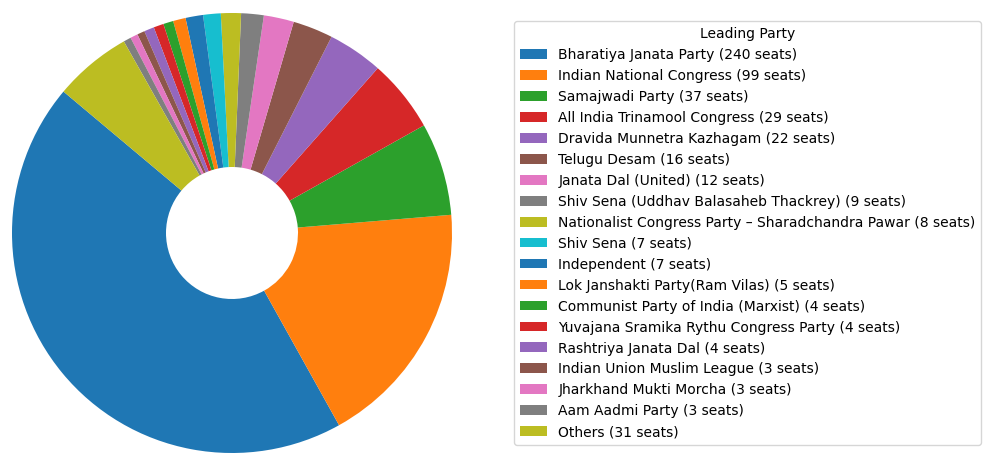 Leading Party
Bharatiya Janata Party (240 seats)
Indian National Congress (99 seats)
Samajwadi Party (37 seats)
All India Trinamool Congress (29 seats)
Dravida Munnetra Kazhagam (22 seats)
Telugu Desam (16 seats)
Janata Dal (United) (12 seats)
Shiv Sena (Uddhav Balasaheb Thackrey) (9 seats)
Nationalist Congress Party – Sharadchandra Pawar (8 seats)
Shiv Sena (7 seats)
Independent (7 seats)
Lok Janshakti Party(Ram Vilas) (5 seats)
Communist Party of India (Marxist) (4 seats)
Yuvajana Sramika Rythu Congress Party (4 seats)
Rashtriya Janata Dal (4 seats)
Indian Union Muslim League (3 seats)
Jharkhand Mukti Morcha (3 seats)
Aam Aadmi Party (3 seats)
Others (31 seats)